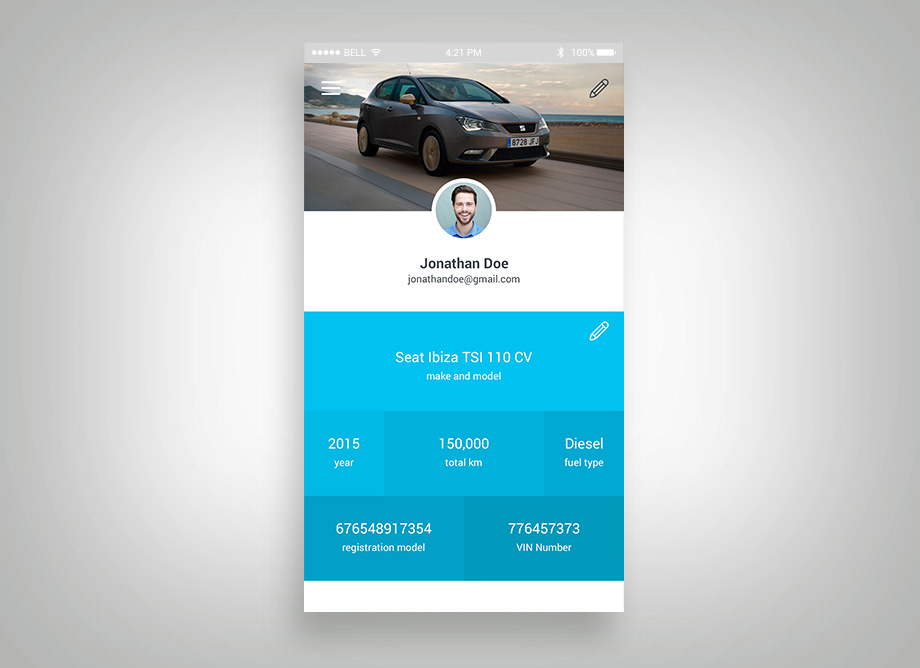 BELL 4:21 PM 100%
8728 JFJ
Jonathan Doe
jonathandoe@gmail.com
Seat Ibiza TSI 110 CV
make and model
2015 150,000 Diesel
year total km fuel type
676548917354 776457373
registration model VIN Number